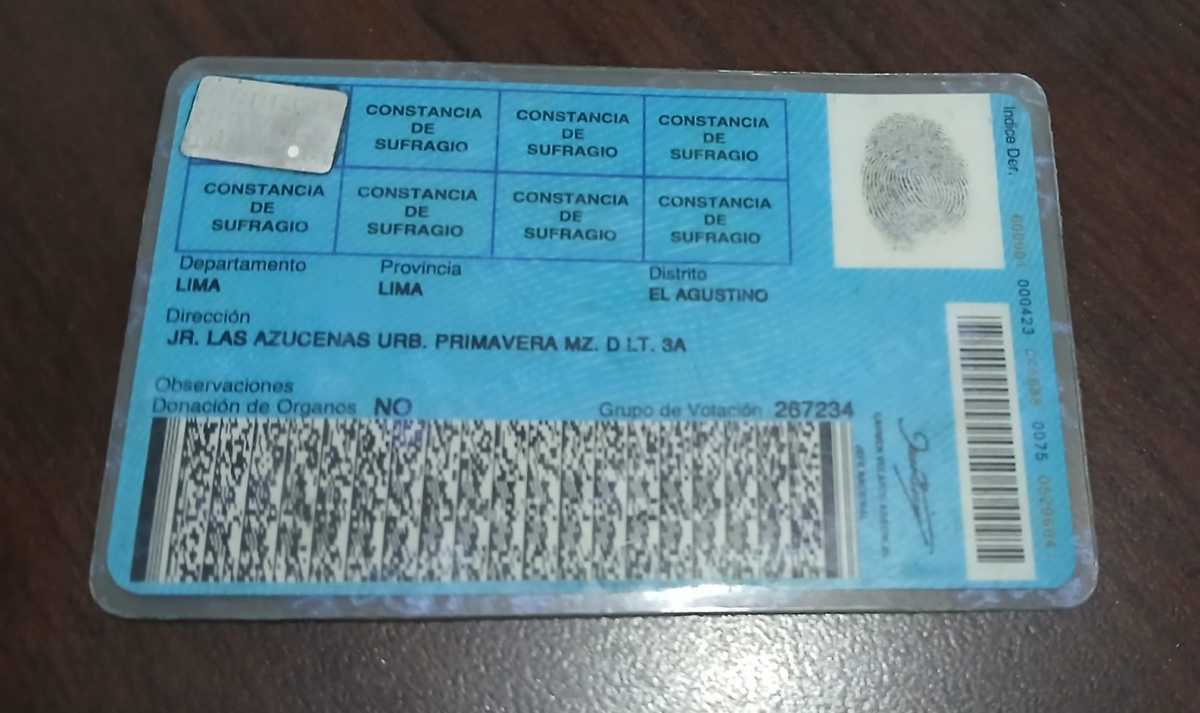 CONSTANCIA
DE
SUFRAGIO
CONSTANCIA
DE
SUFRAGIO
CONSTANCIA
DE
SUFRAGIO
CONSTANCIA
DE
SUFRAGIO
CONSTANCIA
DE
SUFRAGIO
CONSTANCIA
DE
SUFRAGIO
CONSTANCIA
DE
SUFRAGIO
Indice Der.
Departamento Provincia Distrito
LIMA LIMA EL AGUSTINO
Dirección
JR. LAS AZUCENAS URB. PRIMAVERA MZ. D LT. 3A
Observaciones
Donación de Organos NO Grupo de Votación 267234
000423 0075